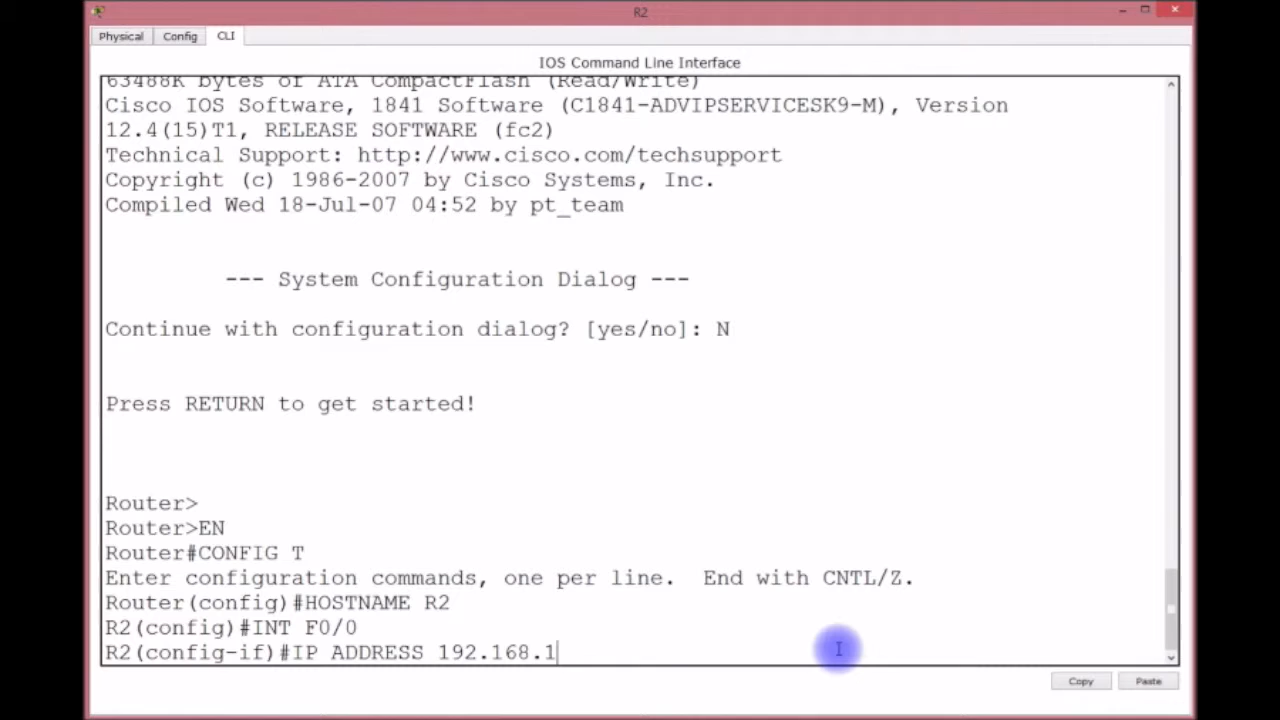 R2
Physical Config CLI
IOS Command Line Interface
63488K bytes of ATA CompactFlash (Read/Write)
Cisco IOS Software, 1841 Software (C1841-ADVIPSERVICESK9-M), Version
12.4(15)T1, RELEASE SOFTWARE (fc2)
Technical Support: http://www.cisco.com/techsupport
Copyright (c) 1986-2007 by Cisco Systems, Inc.
Compiled Wed 18-Jul-07 04:52 by pt_team
--- System Configuration Dialog ---
Continue with configuration dialog? [yes/no]: N
Press RETURN to get started!
Router>
Router>EN
Router#CONFIG T
Enter configuration commands, one per line.  End with CNTL/Z.
Router(config)#HOSTNAME R2
R2(config)#INT F0/0
R2(config-if)#IP ADDRESS 192.168.1
Copy Paste